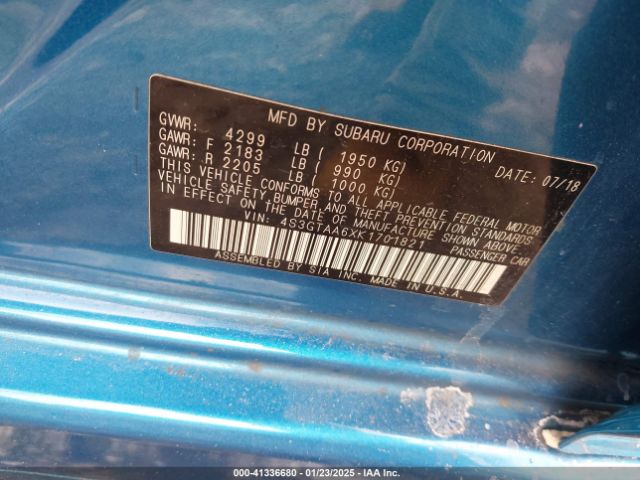 MFD BY SUBARU CORPORATION DATE: 07/18
GVWR: 4299 LB ( 1950 KG)
GAWR: F 2183 LB ( 990 KG)
GAWR: R 2205 LB ( 1000 KG)
THIS VEHICLE CONFORMS TO ALL APPLICABLE FEDERAL MOTOR
VEHICLE SAFETY, BUMPER, AND THEFT PREVENTION STANDARDS
IN EFFECT ON THE DATE OF MANUFACTURE SHOWN ABOVE.
VIN: 4S3GTAA6XK1701821 PASSENGER CAR
ASSEMBLED BY S I A INC. MADE IN U.S.A.
000-41336680 - 01/23/2025 - IAA Inc.